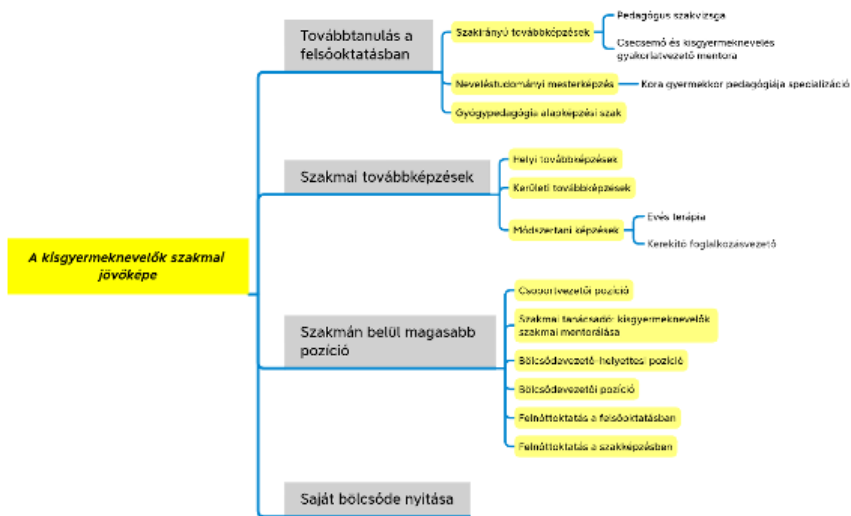 A kisgyermeknevelők szakmai
jövőképe
Továbbtanulás a
felsőoktatásban
Szakirányú továbbképzések
Pedagógus szakvizsga
Csecsemő és kisgyermeknevelés
gyakorlatvezető mentora
Neveléstudományi mesterképzés
Kora gyermekkor pedagógiája specializáció
Gyógypedagógia alapképzési szak
Szakmai továbbképzések
Helyi továbbképzések
Kerületi továbbképzések
Módszertani képzések
Evés terápia
Kerekítő foglalkozásvezető
Szakmán belül magasabb
pozíció
Csoportvezetői pozíció
Szakmai tanácsadó: kisgyermeknevelők
szakmai mentorálása
Bölcsődevezető-helyettesi pozíció
Bölcsődevezetői pozíció
Felnőttoktatás a felsőoktatásban
Felnőttoktatás a szakképzésban
Saját bölcsőde nyitása